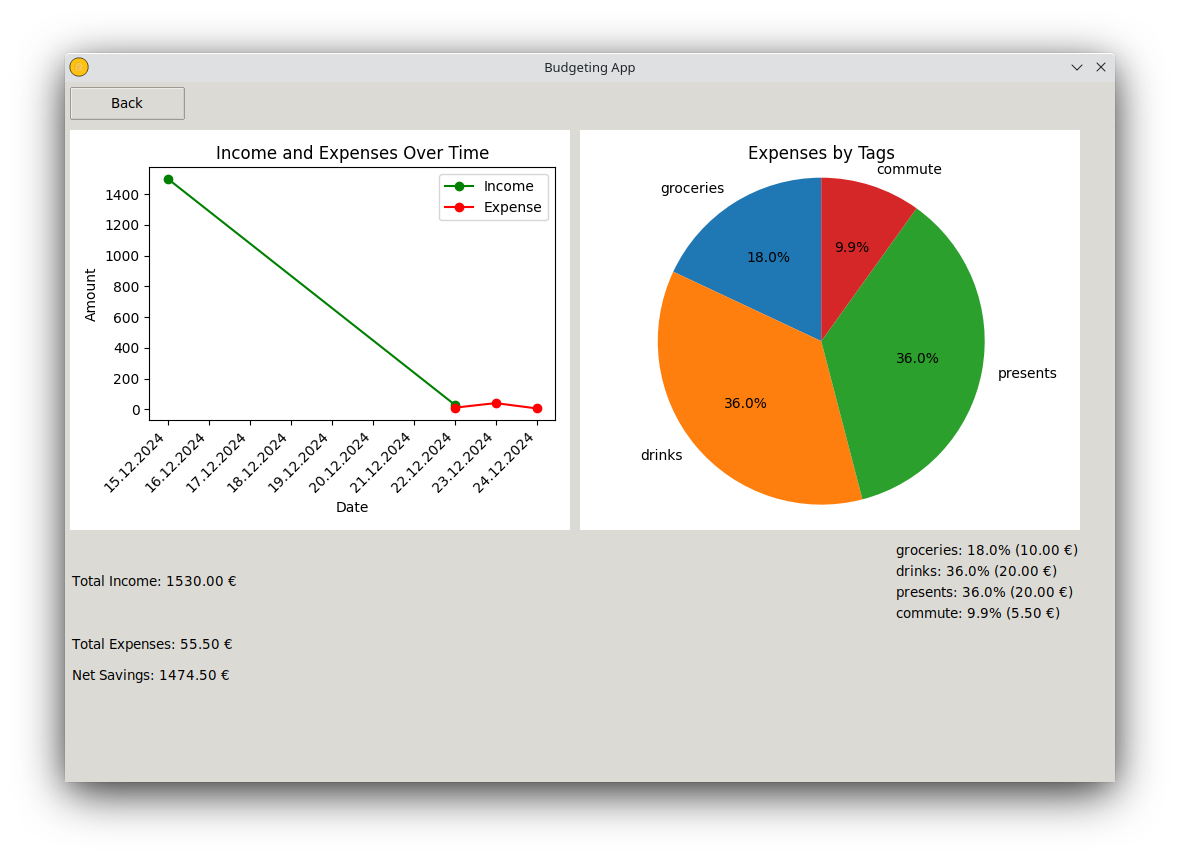 Budgeting App
Back
Income and Expenses Over Time
Income
Expense
1400
1200
1000
800
600
400
200
0
Amount
15.12.2024
16.12.2024
17.12.2024
18.12.2024
19.12.2024
20.12.2024
21.12.2024
22.12.2024
23.12.2024
24.12.2024
Date
Expenses by Tags
commute
groceries
9.9%
18.0%
36.0%
presents
36.0%
drinks
groceries: 18.0% (10.00 €)
drinks: 36.0% (20.00 €)
presents: 36.0% (20.00 €)
commute: 9.9% (5.50 €)
Total Income: 1530.00 €
Total Expenses: 55.50 €
Net Savings: 1474.50 €